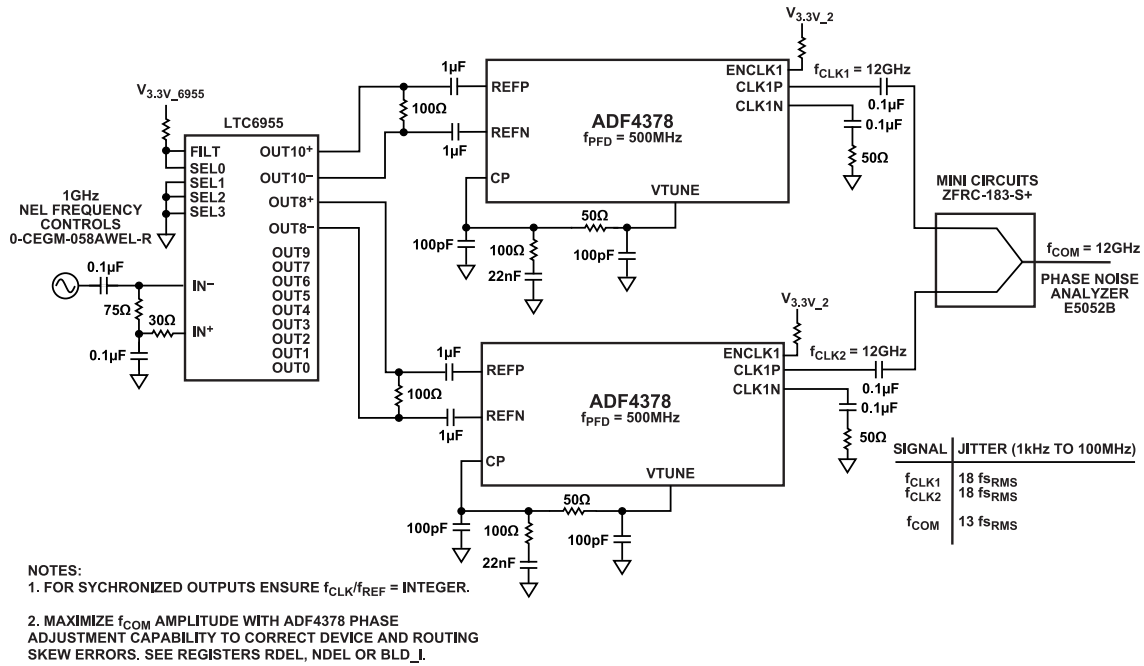 V3.3V_6955
LTC6955
FILT
SEL0
SEL1
SEL2
SEL3
OUT10+
OUT10−
OUT8+
OUT8−
OUT9
OUT7
OUT6
OUT5
OUT4
OUT3
OUT2
OUT1
OUT0
IN−
IN+
1GHz
NEL FREQUENCY
CONTROLS
0-CEGM-058AWEL-R
0.1µF
75Ω
30Ω
0.1µF
1µF
100Ω
1µF
REFP
REFN
CP
ADF4378
fPFD = 500MHz
VTUNE
ENCLK1
CLK1P
CLK1N
V3.3V_2
fCLK1 = 12GHz
0.1µF
0.1µF
50Ω
100pF
100Ω
22nF
50Ω
100pF
MINI CIRCUITS
ZFRC-183-S+
fCOM = 12GHz
PHASE NOISE
ANALYZER
E5052B
1µF
100Ω
1µF
REFP
REFN
CP
ADF4378
fPFD = 500MHz
VTUNE
ENCLK1
CLK1P
CLK1N
V3.3V_2
fCLK2 = 12GHz
0.1µF
0.1µF
50Ω
100pF
100Ω
22nF
50Ω
100pF
SIGNAL JITTER (1kHz TO 100MHz)
fCLK1 18 fsRMS
fCLK2 18 fsRMS
fCOM 13 fsRMS
NOTES:
1. FOR SYCHRONIZED OUTPUTS ENSURE fCLK/fREF = INTEGER.
2. MAXIMIZE fCOM AMPLITUDE WITH ADF4378 PHASE
ADJUSTMENT CAPABILITY TO CORRECT DEVICE AND ROUTING
SKEW ERRORS. SEE REGISTERS RDEL, NDEL OR BLD_I.